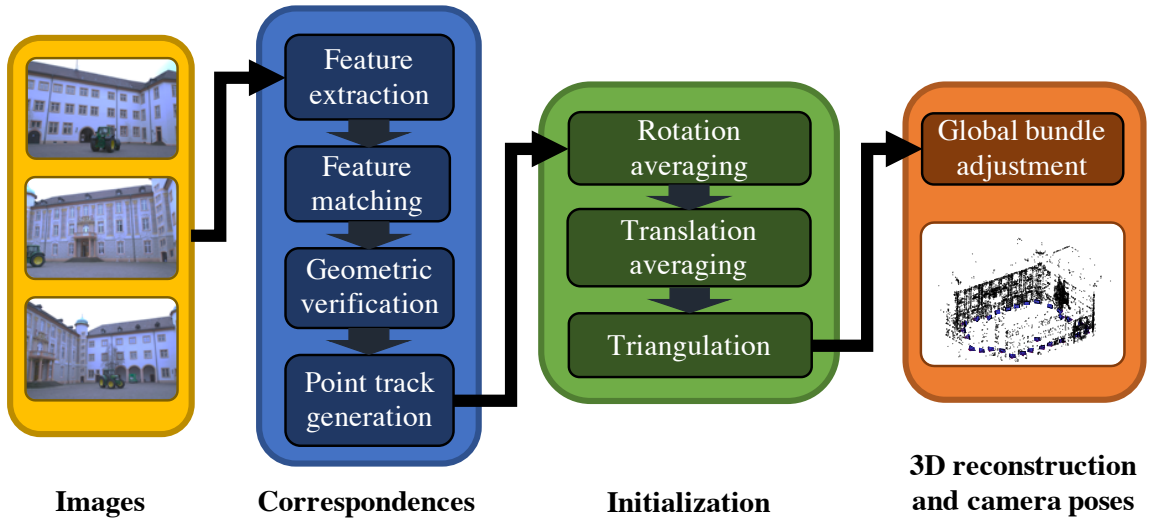 Feature
extraction
Feature
matching
Geometric
verification
Point track
generation
Rotation
averaging
Translation
averaging
Triangulation
Global bundle
adjustment
Images
Correspondences
Initialization
3D reconstruction
and camera poses